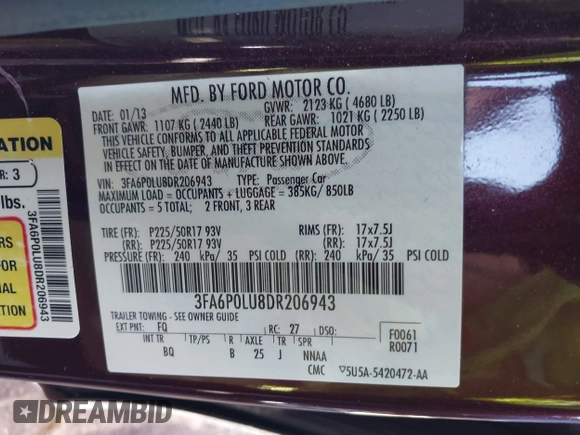 MFD. BY FORD MOTOR CO.
DATE: 01/13 GVWR: 2123 KG ( 4680 LB)
FRONT GAWR: 1107 KG ( 2440 LB) REAR GAWR: 1021 KG ( 2250 LB)
THIS VEHICLE CONFORMS TO ALL APPLICABLE FEDERAL MOTOR
VEHICLE SAFETY, BUMPER, AND THEFT PREVENTION STANDARDS
IN EFFECT ON THE DATE OF MANUFACTURE SHOWN ABOVE.
VIN: 3FA6P0LU8DR206943 TYPE: Passenger Car
MAXIMUM LOAD = OCCUPANTS + LUGGAGE = 385KG/ 850LB
OCCUPANTS = 5 TOTAL; 2 FRONT, 3 REAR
TIRE (FR): P225/50R17 93V RIMS (FR): 17x7.5J
(RR): P225/50R17 93V (RR): 17x7.5J
PRESSURE (FR): 240 kPa/ 35 PSI COLD (RR): 240 kPa/ 35 PSI COLD
3FA6P0LU8DR206943
TRAILER TOWING - SEE OWNER GUIDE
EXT PNT: FQ RC: 27 DSO:
F0061
R0071
INT TR TP/PS R AXLE TR SPR
BQ B 25 J NNAA
CMC 5U5A-5420472-AA
ATION
R: 3
lbs.
RS
FOR
NAL
ION
3FA6P0LU8DR206943
DREAMBID